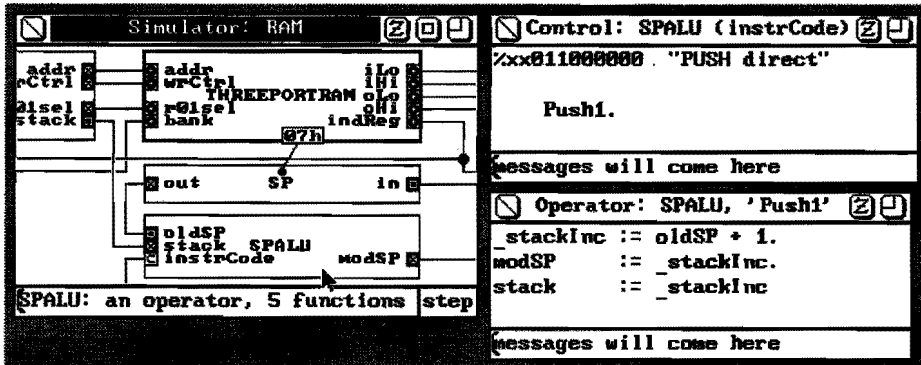 Simulator: RAM
addr
wrCtrl
r01sel
stack
addr
wrCtrl
THREEPORTRAM
r01sel
bank
iLo
iHi
oLo
oHi
indReg
07h
out SP in
oldSP
stack SPALU
instrCode modSP
SPALU: an operator, 5 functions step
Control: SPALU (instrCode)
%xx011000000 . "PUSH direct"
Push1.
messages will come here
Operator: SPALU, 'Push1'
_stackInc := oldSP + 1.
modSP := _stackInc.
stack := _stackInc
messages will come here